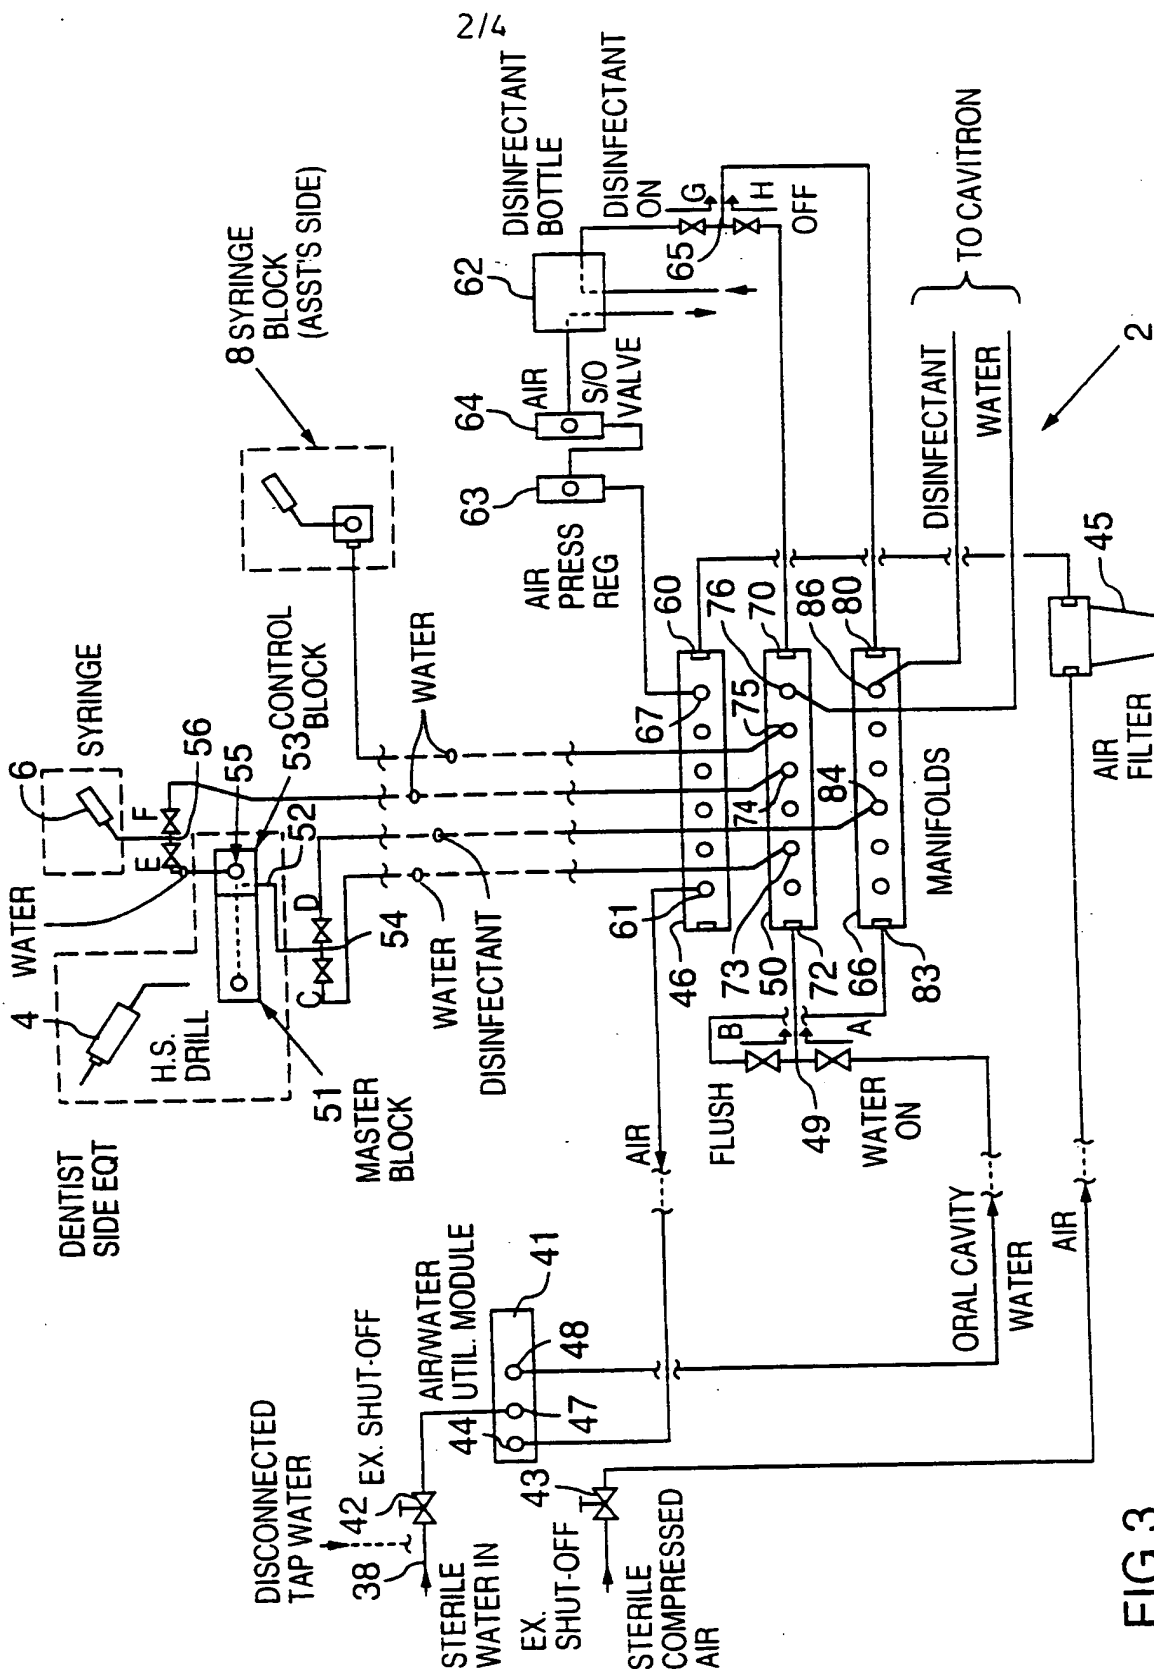 2/4
DENTIST
SIDE EQT
4
H.S.
DRILL
WATER
6
SYRINGE
E
F
56
55
53
CONTROL
BLOCK
52
54
C
D
51
MASTER
BLOCK
8 SYRINGE
BLOCK
(ASST'S SIDE)
WATER
DISINFECTANT
WATER
DISINFECTANT
BOTTLE
62
DISINFECTANT
ON
G
H
OFF
65
64
AIR
S/O
VALVE
63
AIR
PRESS
REG
DISCONNECTED
TAP WATER
38
42
EX. SHUT-OFF
STERILE
WATER IN
AIR/WATER
UTIL. MODULE
41
44
47
48
EX.
SHUT-OFF
43
STERILE
COMPRESSED
AIR
AIR
FLUSH
B
A
49
WATER
ON
ORAL CAVITY
WATER
AIR
46
61
67
60
73
50
72
74
75
76
70
66
83
84
86
80
MANIFOLDS
DISINFECTANT
WATER
TO CAVITRON
2
45
AIR
FILTER
FIG.3